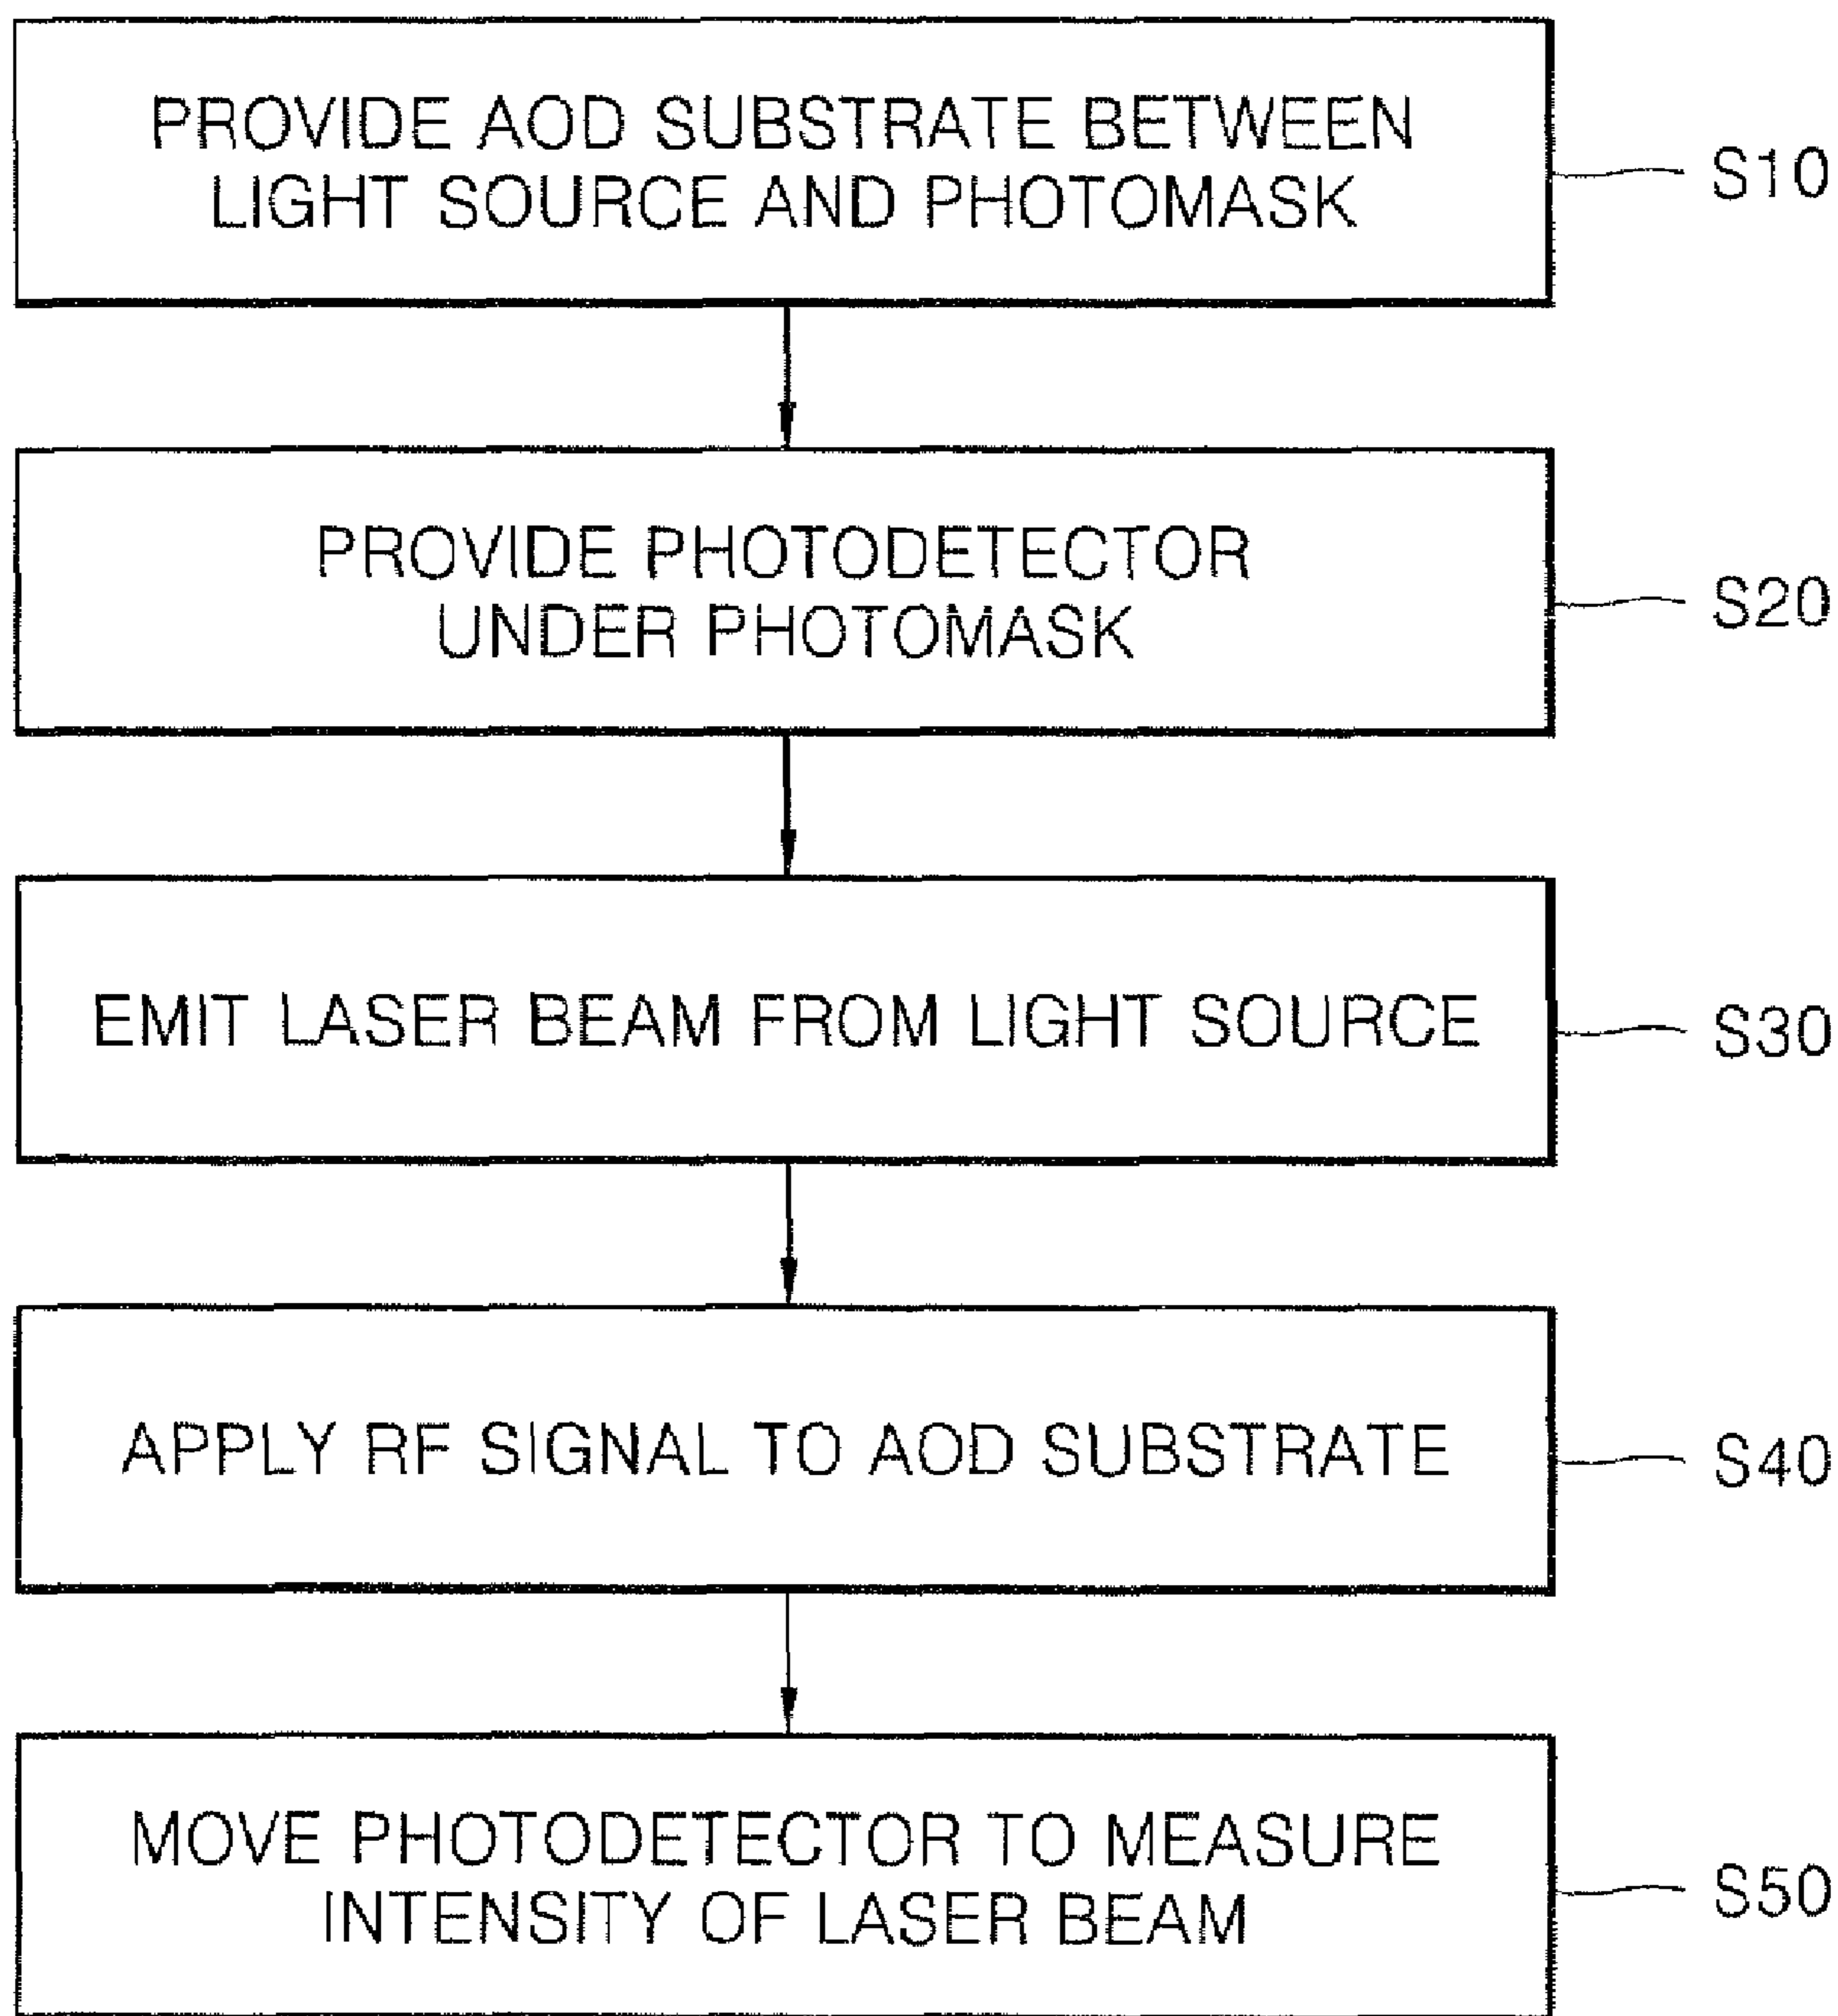 PROVIDE AOD SUBSTRATE BETWEEN
LIGHT SOURCE AND PHOTOMASK
S10
PROVIDE PHOTODETECTOR
UNDER PHOTOMASK
S20
EMIT LASER BEAM FROM LIGHT SOURCE
S30
APPLY RF SIGNAL TO AOD SUBSTRATE
S40
MOVE PHOTODETECTOR TO MEASURE
INTENSITY OF LASER BEAM
S50